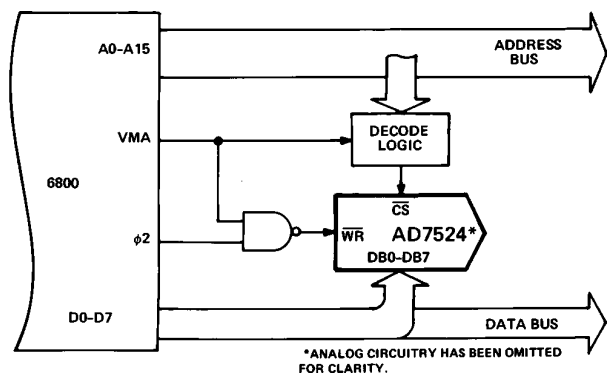 A0–A15
ADDRESS
BUS
VMA
DECODE
LOGIC
6800
CS
WR
AD7524*
ϕ2
DB0–DB7
D0–D7
DATA BUS
*ANALOG CIRCUITRY HAS BEEN OMITTED
FOR CLARITY.